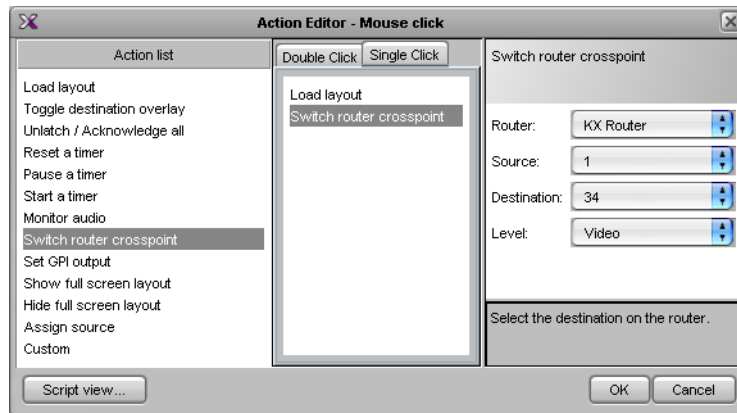 Action Editor - Mouse click
Action list
Load layout
Toggle destination overlay
Unlatch / Acknowledge all
Reset a timer
Pause a timer
Start a timer
Monitor audio
Switch router crosspoint
Set GPI output
Show full screen layout
Hide full screen layout
Assign source
Custom
Double Click Single Click
Load layout
Switch router crosspoint
Switch router crosspoint
Router: KX Router
Source: 1
Destination: 34
Level: Video
Select the destination on the router.
Script view...
OK Cancel